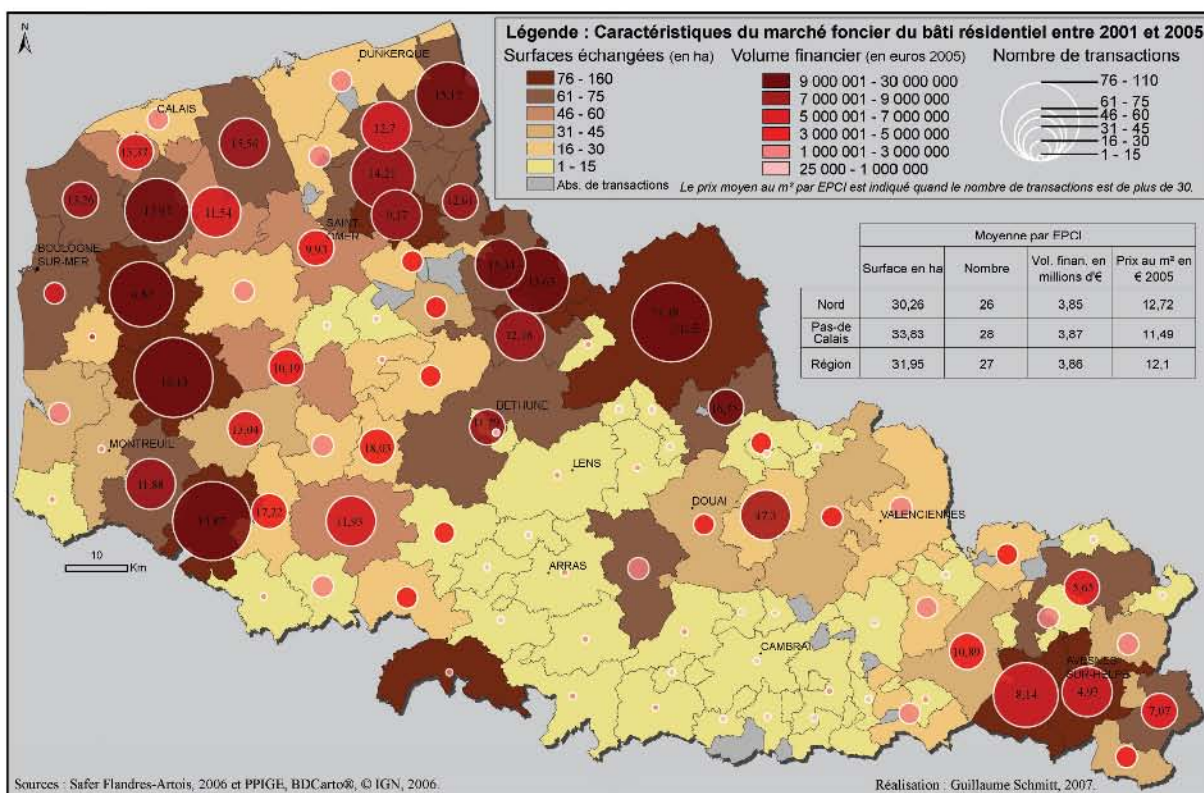 N
Légende : Caractéristiques du marché foncier du bâti résidentiel entre 2001 et 2005
Surfaces échangées (en ha)
76 - 160
61 - 75
46 - 60
31 - 45
16 - 30
1 - 15
Abs. de transactions
Volume financier (en euros 2005)
9 000 001 - 30 000 000
7 000 001 - 9 000 000
5 000 001 - 7 000 000
3 000 001 - 5 000 000
1 000 001 - 3 000 000
25 000 - 1 000 000
Nombre de transactions
76 - 110
61 - 75
46 - 60
31 - 45
16 - 30
1 - 15
Le prix moyen au m² par EPCI est indiqué quand le nombre de transactions est de plus de 30.
Moyenne par EPCI
Surface en ha Nombre Vol. finan. en millions d'€ Prix au m² en € 2005
Nord 30,26 26 3,85 12,72
Pas-de Calais 33,83 28 3,87 11,49
Région 31,95 27 3,86 12,1
DUNKERQUE
CALAIS
12,7
14,21
11,54
SAINT-
OMER
9,17
9,93
BOULOGNE-
SUR-MER
10,19
12,16
BETHUNE
12,04
18,03
MONTREUIL
11,88
LENS
17,22
11,93
DOUAI
47,3
VALENCIENNES
ARRAS
CAMBRAI
5,65
10,89
AVESNES-
SUR-HELPE
8,14
4,93
7,07
10
Km
Sources : Safer Flandres-Artois, 2006 et PPIGE, BDCarto®, © IGN, 2006.
Réalisation : Guillaume Schmitt, 2007.